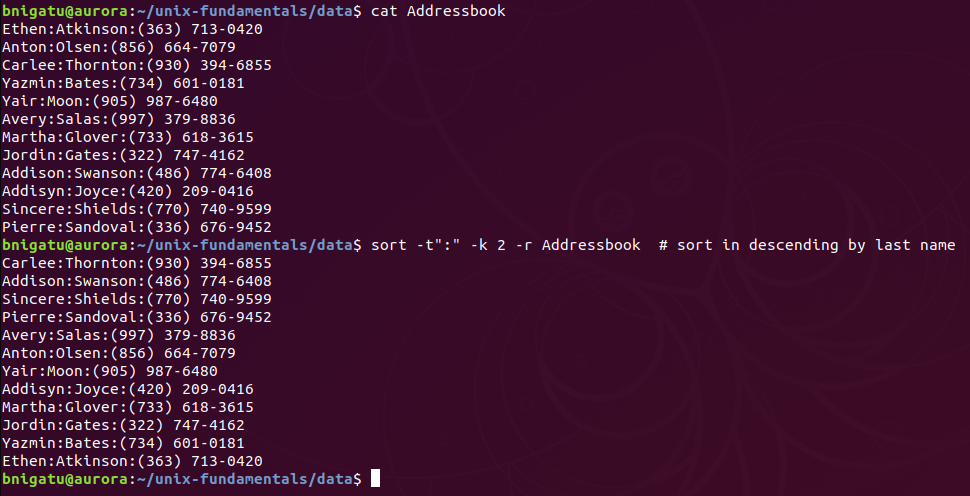 bnigatu@aurora:~/unix-fundamentals/data$ cat Addressbook
Ethen:Atkinson:(363) 713-0420
Anton:Olsen:(856) 664-7079
Carlee:Thornton:(930) 394-6855
Yazmin:Bates:(734) 601-0181
Yair:Moon:(905) 987-6480
Avery:Salas:(997) 379-8836
Martha:Glover:(733) 618-3615
Jordin:Gates:(322) 747-4162
Addison:Swanson:(486) 774-6408
Addisyn:Joyce:(420) 209-0416
Sincere:Shields:(770) 740-9599
Pierre:Sandoval:(336) 676-9452
bnigatu@aurora:~/unix-fundamentals/data$ sort -t":" -k 2 -r Addressbook  # sort in descending by last name
Carlee:Thornton:(930) 394-6855
Addison:Swanson:(486) 774-6408
Sincere:Shields:(770) 740-9599
Pierre:Sandoval:(336) 676-9452
Avery:Salas:(997) 379-8836
Anton:Olsen:(856) 664-7079
Yair:Moon:(905) 987-6480
Addisyn:Joyce:(420) 209-0416
Martha:Glover:(733) 618-3615
Jordin:Gates:(322) 747-4162
Yazmin:Bates:(734) 601-0181
Ethen:Atkinson:(363) 713-0420
bnigatu@aurora:~/unix-fundamentals/data$